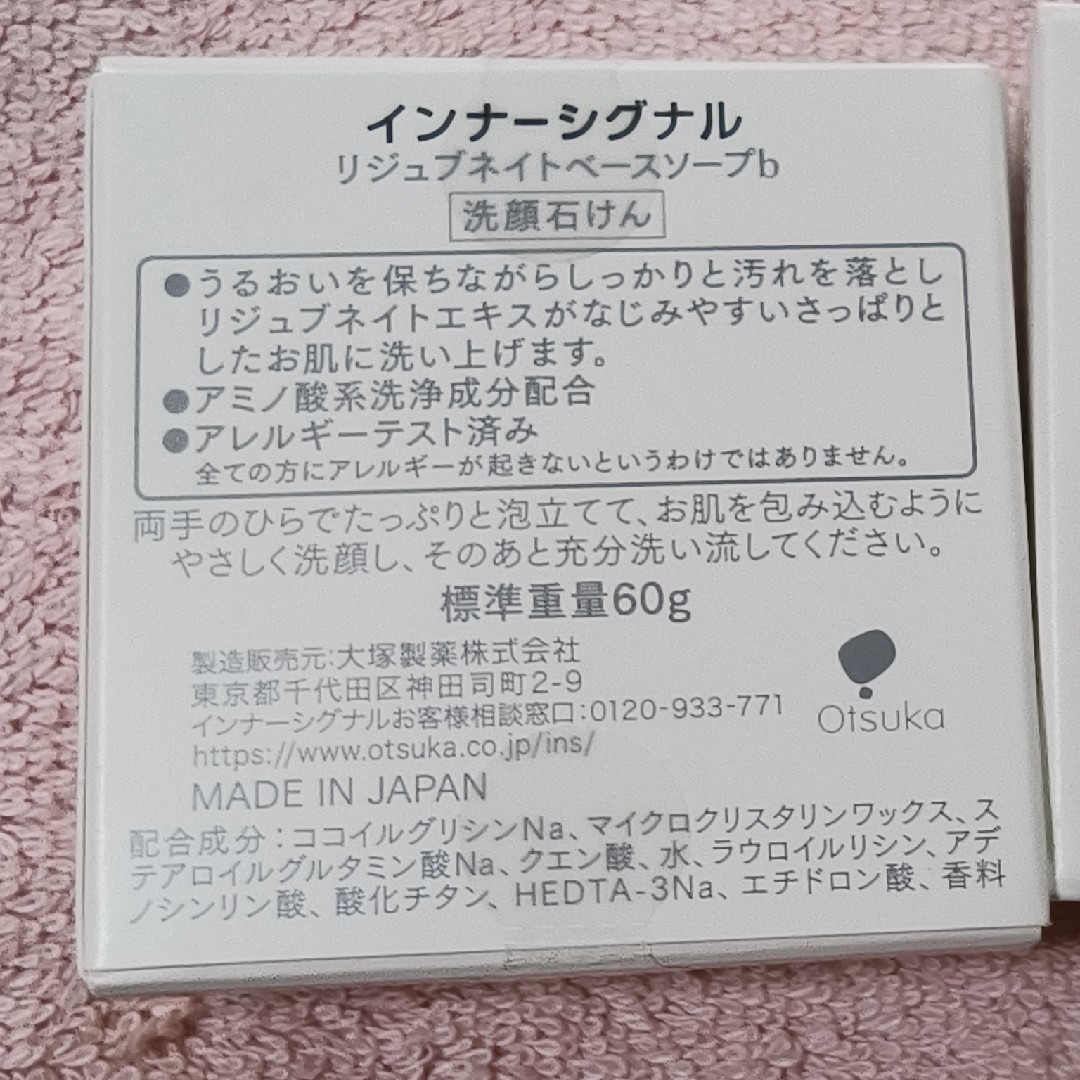 インナーシグナル
リジュブネイトベースソープb
洗顔石けん
●うるおいを保ちながらしっかりと汚れを落とし
リジュブネイトエキスがなじみやすいさっぱりと
したお肌に洗い上げます。
●アミノ酸系洗浄成分配合
●アレルギーテスト済み
全ての方にアレルギーが起きないというわけではありません。
両手のひらでたっぷりと泡立てて、お肌を包み込むように
やさしく洗顔し、そのあと充分洗い流してください。
標準重量60g
製造販売元:大塚製薬株式会社
東京都千代田区神田司町2-9
インナーシグナルお客様相談窓口:0120-933-771
https://www.otsuka.co.jp/ins/
MADE IN JAPAN
Otsuka
配合成分:ココイルグリシンNa、マイクロクリスタリンワックス、ス
テアロイルグルタミン酸Na、クエン酸、水、ラウロイルリシン、アデ
ノシンリン酸、酸化チタン、HEDTA-3Na、エチドロン酸、香料